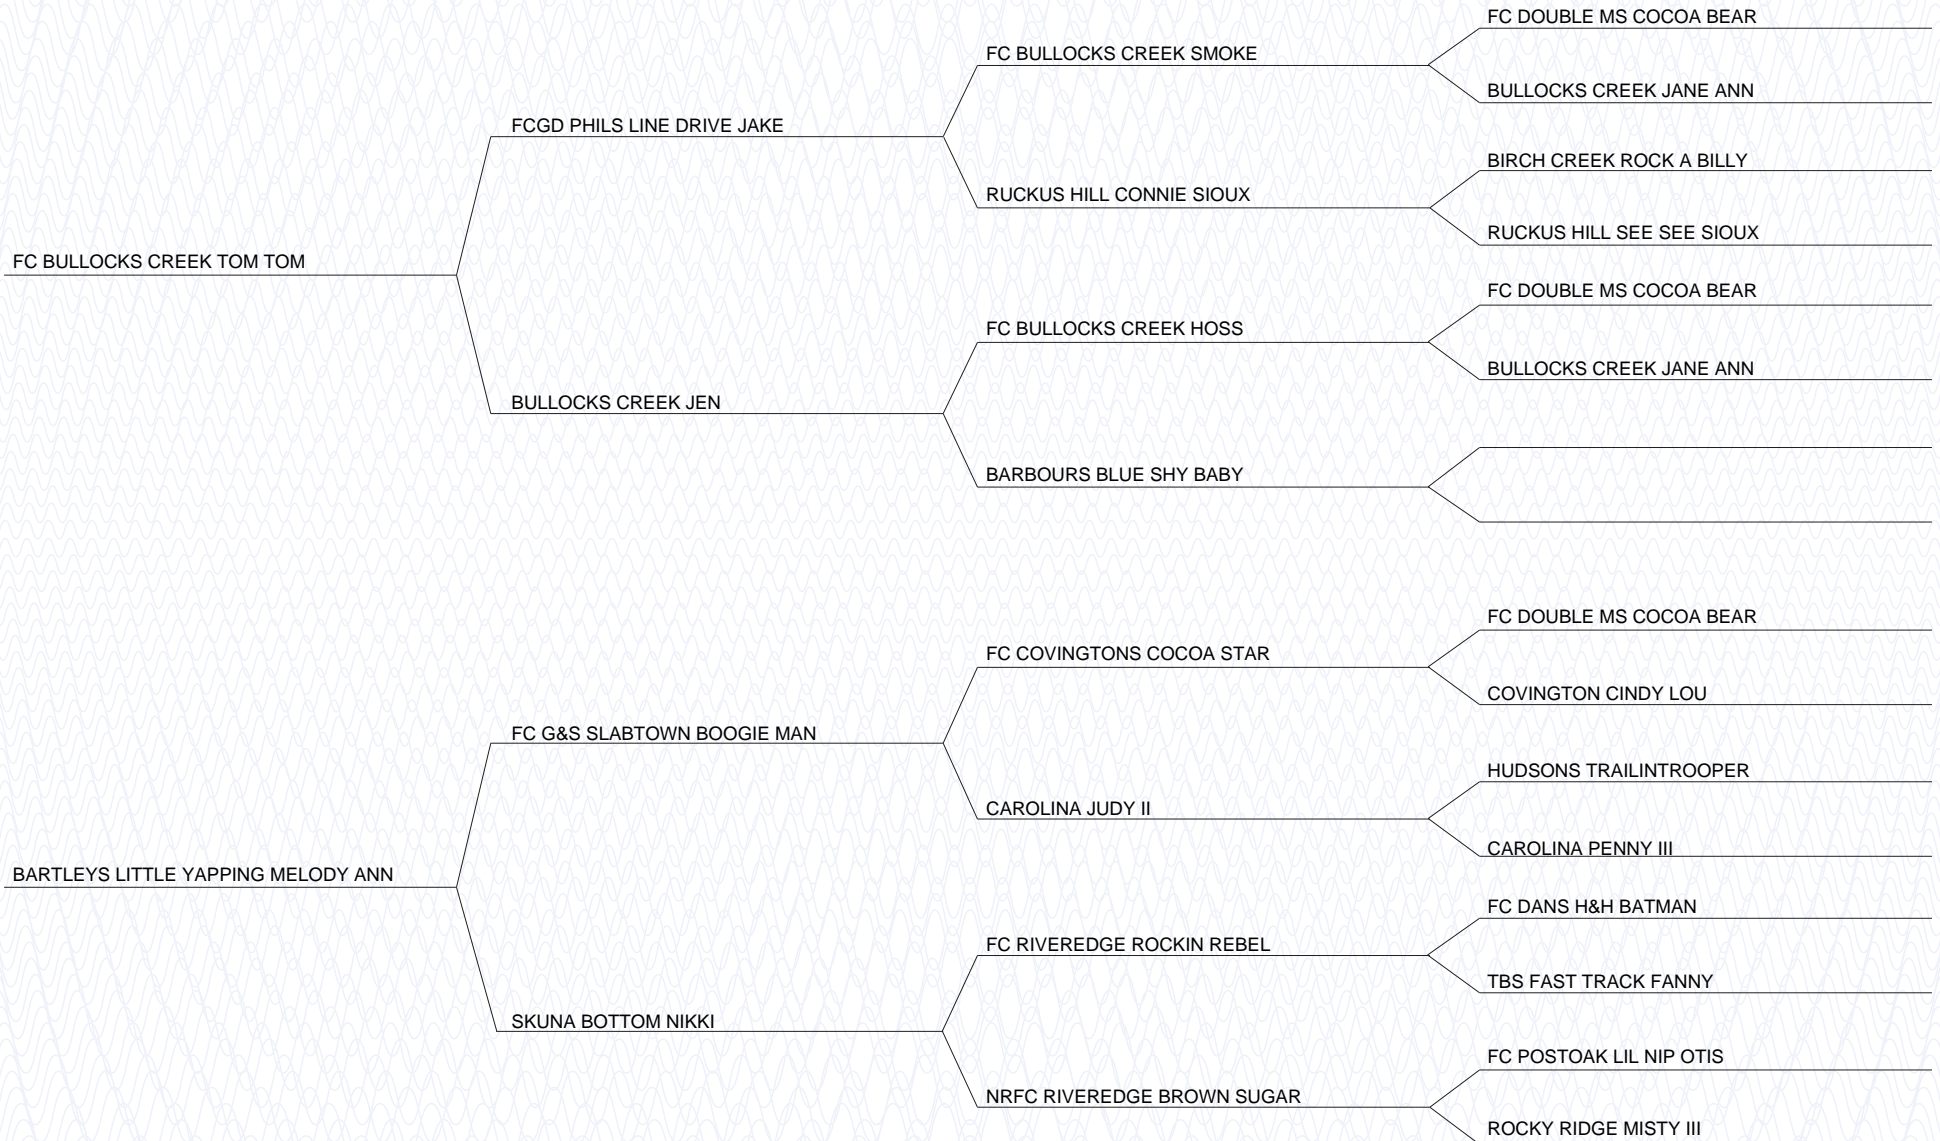 FC DOUBLE MS COCOA BEAR
FC BULLOCKS CREEK SMOKE
BULLOCKS CREEK JANE ANN
FCGD PHILS LINE DRIVE JAKE
BIRCH CREEK ROCK A BILLY
RUCKUS HILL CONNIE SIOUX
RUCKUS HILL SEE SEE SIOUX
FC BULLOCKS CREEK TOM TOM
FC DOUBLE MS COCOA BEAR
FC BULLOCKS CREEK HOSS
BULLOCKS CREEK JANE ANN
BULLOCKS CREEK JEN
BARBOURS BLUE SHY BABY
FC DOUBLE MS COCOA BEAR
FC COVINGTONS COCOA STAR
COVINGTON CINDY LOU
FC G&S SLABTOWN BOOGIE MAN
HUDSONS TRAILINTROOPER
CAROLINA JUDY II
CAROLINA PENNY III
BARTLEYS LITTLE YAPPING MELODY ANN
FC DANS H&H BATMAN
FC RIVEREDGE ROCKIN REBEL
TBS FAST TRACK FANNY
SKUNA BOTTOM NIKKI
FC POSTOAK LIL NIP OTIS
NRFC RIVEREDGE BROWN SUGAR
ROCKY RIDGE MISTY III